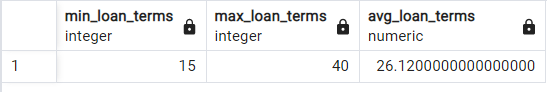 min_loan_terms max_loan_terms avg_loan_terms
integer integer numeric
1 15 40 26.1200000000000000